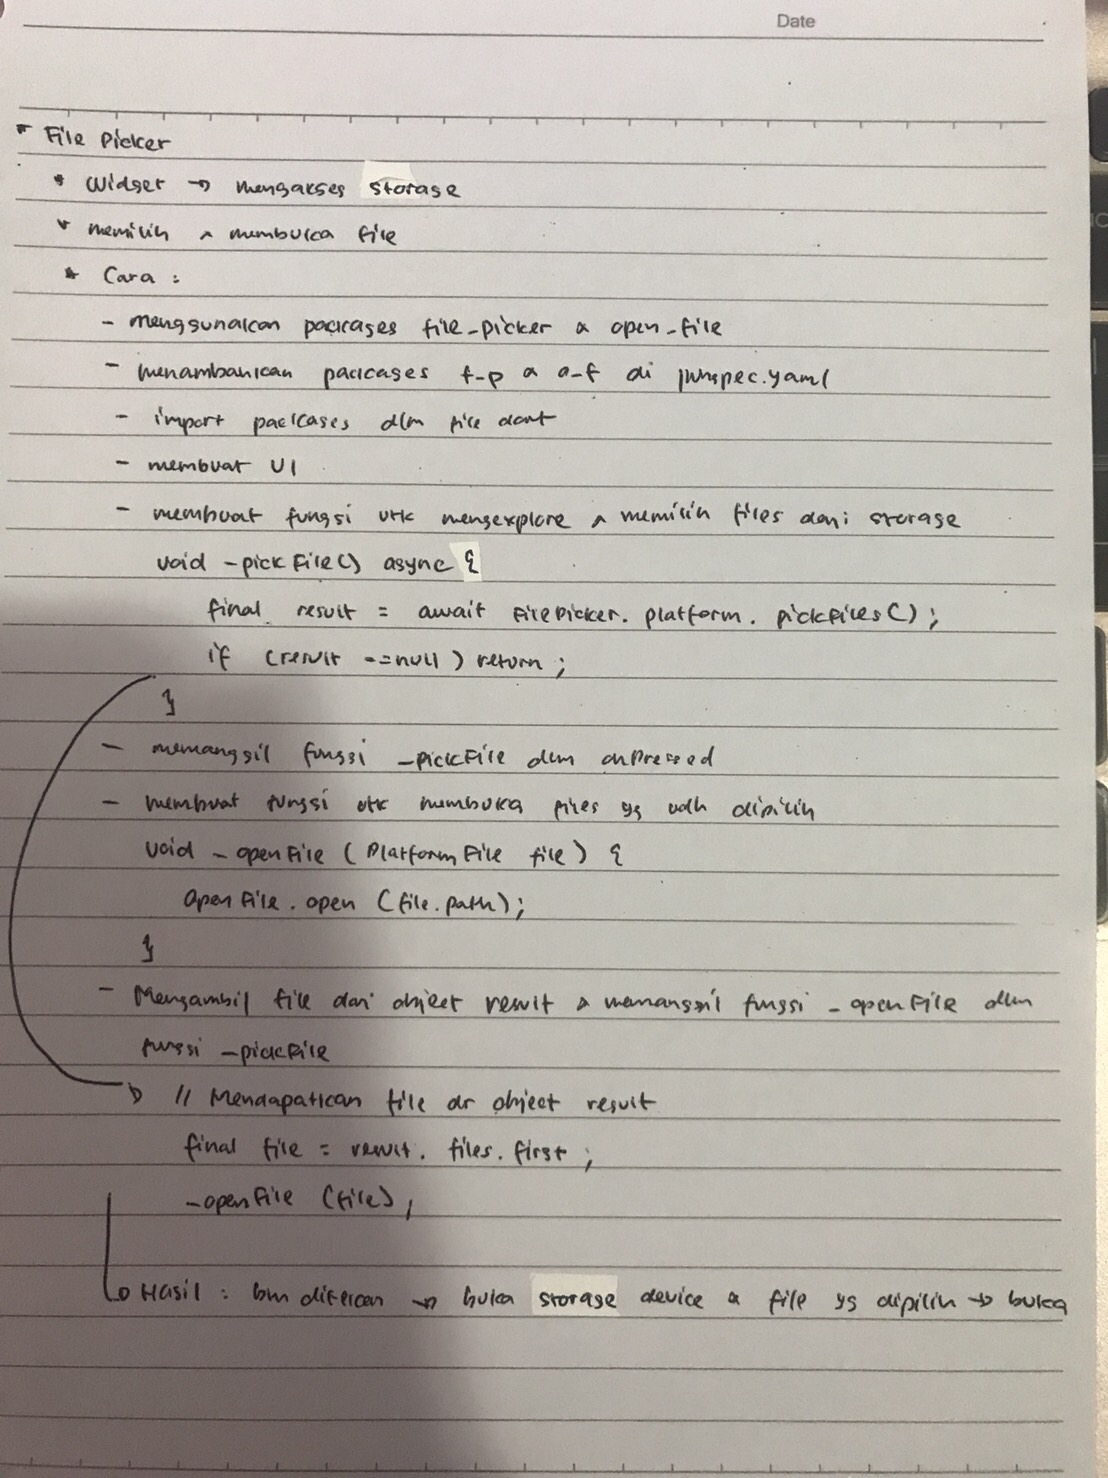 Date
* File Picker
* Widget → mengakses storage
* memilih & membuka file
* Cara :
- menggunakan packages file_picker & open_file
- menambahkan packages f-p & o-f di pubspec.yaml
- import packages dlm file dart
- membuat UI
- membuat fungsi utk mengexplore & memilih files dari storage
void _pickFile() async {
final result = await FilePicker. platform. pickFiles() ;
if (result ==null) return ;
}
- memanggil fungsi _pickFile dlm onPressed
- membuat fungsi utk membuka files yg udh dipilih
void _openFile (PlatformFile file) {
OpenFile. open (file.path);
}
- Mengambil file dari object result & memanggil fungsi _openFile dlm
fungsi _pickFile
→ // Mendapatkan file dr object result
final file = result. files. first ;
_openFile (file) ;
→ Hasil : btn ditekan → buka storage device & file yg dipilih → buka